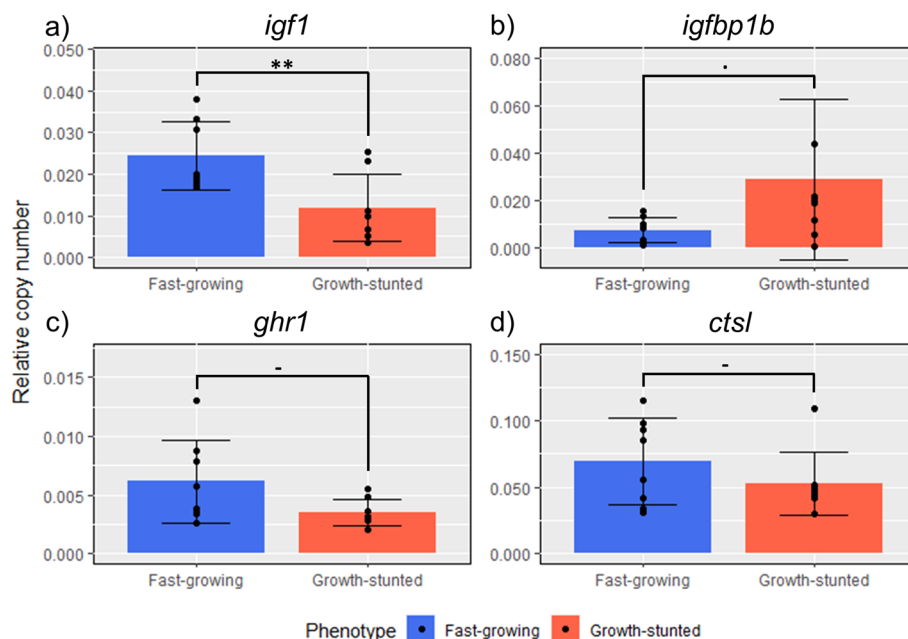 a) igf1
**
0.050
0.040
0.030
0.020
0.010
0.000
Fast-growing Growth-stunted
b) igfbp1b
.
0.080
0.060
0.040
0.020
0.000
Fast-growing Growth-stunted
Relative copy number
c) ghr1
-
0.015
0.010
0.005
0.000
Fast-growing Growth-stunted
d) ctsl
-
0.150
0.100
0.050
0.000
Fast-growing Growth-stunted
Phenotype Fast-growing Growth-stunted